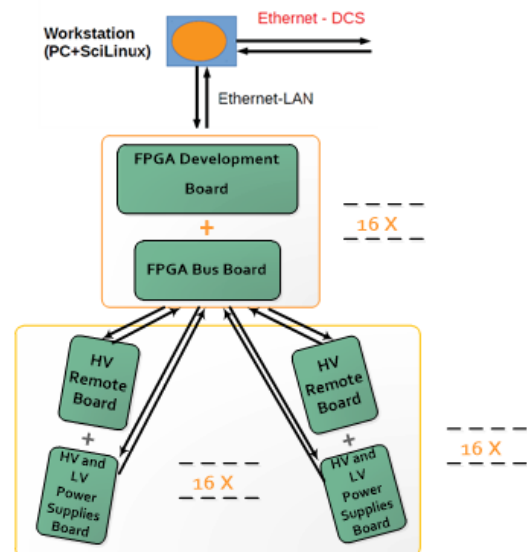 Ethernet - DCS
Workstation
(PC+SciLinux)
Ethernet-LAN
FPGA Development
Board
+
16 X
FPGA Bus Board
HV
Remote
Board
+
HV and
LV
Power
Supplies
Board
16 X
HV
Remote
Board
+
HV and
LV
Power
Supplies
Board
16 X